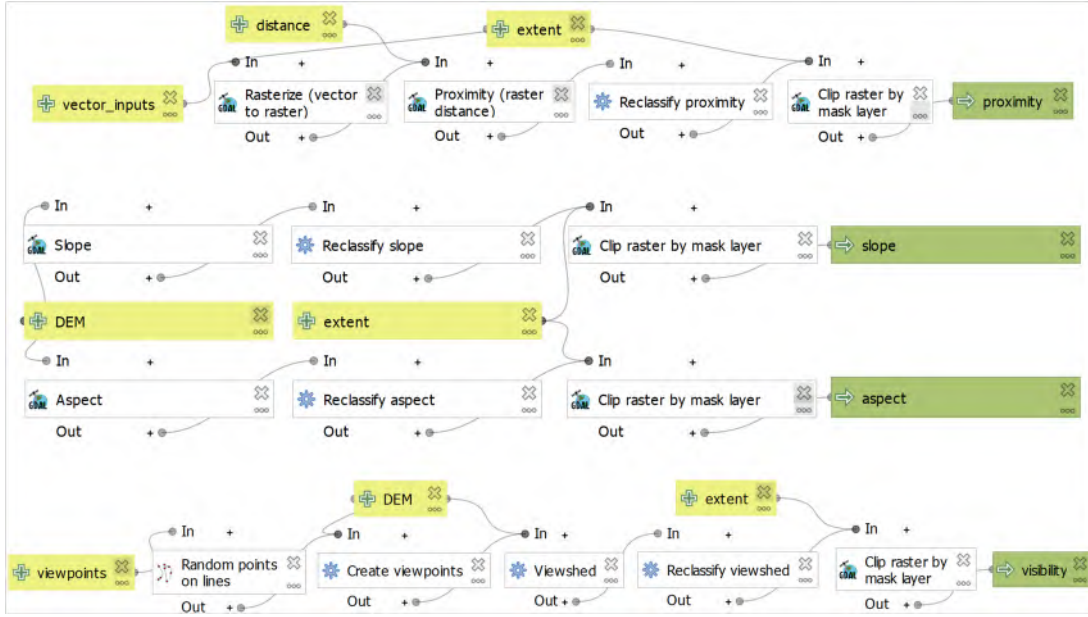 distance
extent
In +
In +
In +
In +
vector_inputs
Rasterize (vector
to raster)
Proximity (raster
distance)
Reclassify proximity
Clip raster by
mask layer
proximity
Out +
Out +
Out +
Out +
In +
In +
In +
Slope
Reclassify slope
Clip raster by mask layer
slope
Out +
Out +
Out +
DEM
extent
In +
In +
In +
Aspect
Reclassify aspect
Clip raster by mask layer
aspect
Out +
Out +
Out +
DEM
extent
In +
In +
In +
In +
In +
viewpoints
Random points
on lines
Create viewpoints
Viewshed
Reclassify viewshed
Clip raster by
mask layer
visibility
Out +
Out +
Out +
Out +
Out +